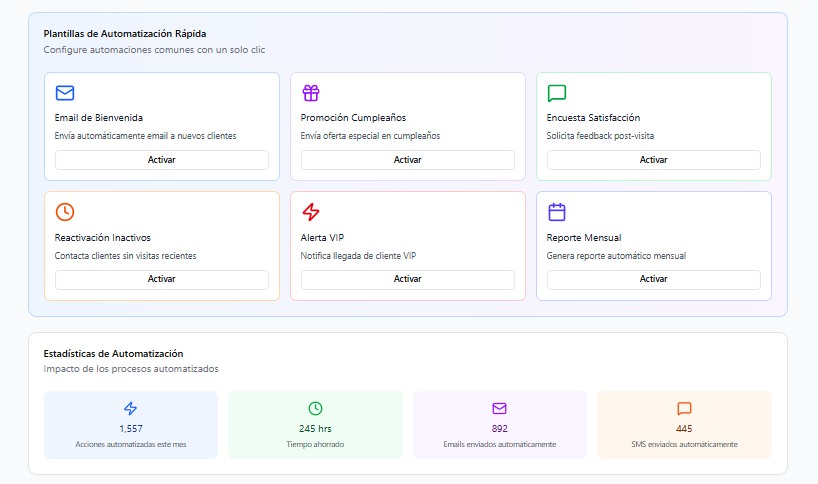 Plantillas de Automatización Rápida
Configure automaciones comunes con un solo clic
Email de Bienvenida
Envía automáticamente email a nuevos clientes
Activar
Promoción Cumpleaños
Envía oferta especial en cumpleaños
Activar
Encuesta Satisfacción
Solicita feedback post-visita
Activar
Reactivación Inactivos
Contacta clientes sin visitas recientes
Activar
Alerta VIP
Notifica llegada de cliente VIP
Activar
Reporte Mensual
Genera reporte automático mensual
Activar
Estadísticas de Automatización
Impacto de los procesos automatizados
1,557
Acciones automatizadas este mes
245 hrs
Tiempo ahorrado
892
Emails enviados automáticamente
445
SMS enviados automáticamente